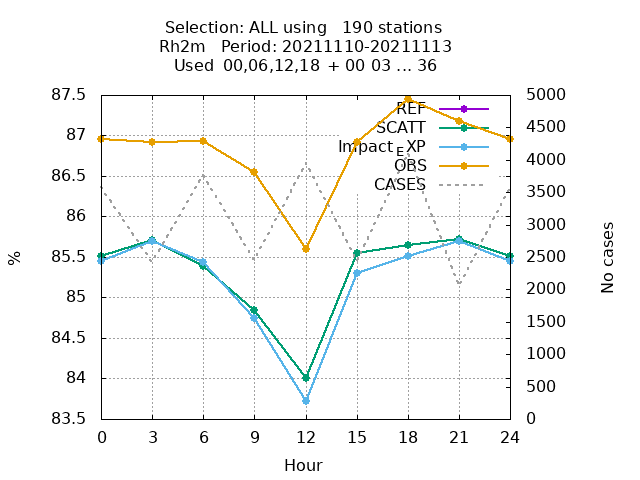 Selection: ALL using   190 stations
Rh2m   Period: 20211110-20211113
Used  00,06,12,18 + 00 03 ... 36
87.5
87
86.5
86
85.5
85
84.5
84
83.5
%
5000
4500
4000
3500
3000
2500
2000
1500
1000
500
0
No cases
REF
SCATT
Impact_EXP
OBS
CASES
0 3 6 9 12 15 18 21 24
Hour